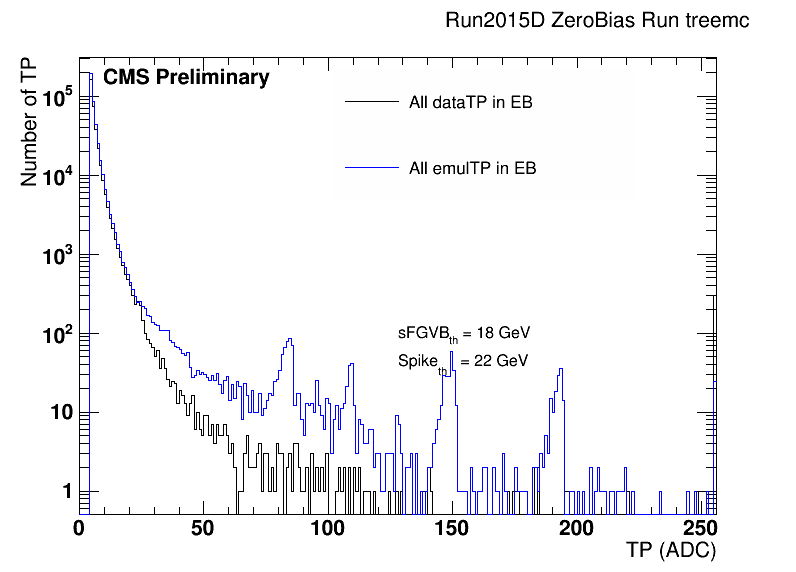 Run2015D ZeroBias Run treemc
CMS Preliminary
Number of TP
All dataTP in EB
All emulTP in EB
sFGVB_th = 18 GeV
Spike_th = 22 GeV
10^5
10^4
10^3
10^2
10
1
0 50 100 150 200 250
TP (ADC)